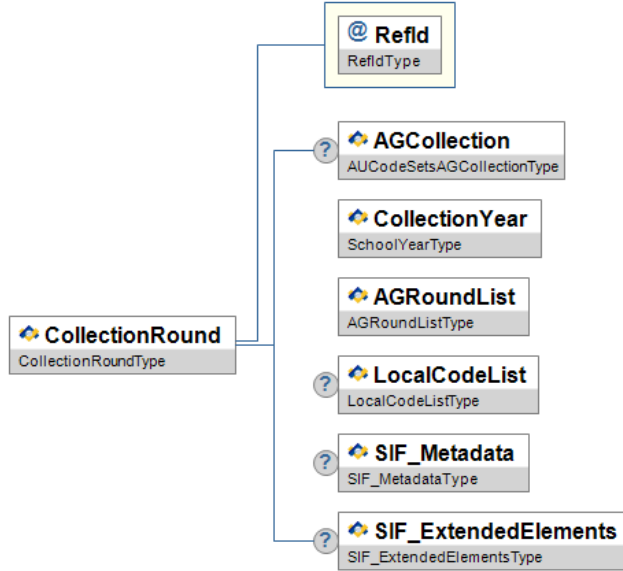 @ RefId
RefIdType
? AGCollection
AUCodeSetsAGCollectionType
CollectionYear
SchoolYearType
AGRoundList
AGRoundListType
CollectionRound
CollectionRoundType
? LocalCodeList
LocalCodeListType
? SIF_Metadata
SIF_MetadataType
? SIF_ExtendedElements
SIF_ExtendedElementsType